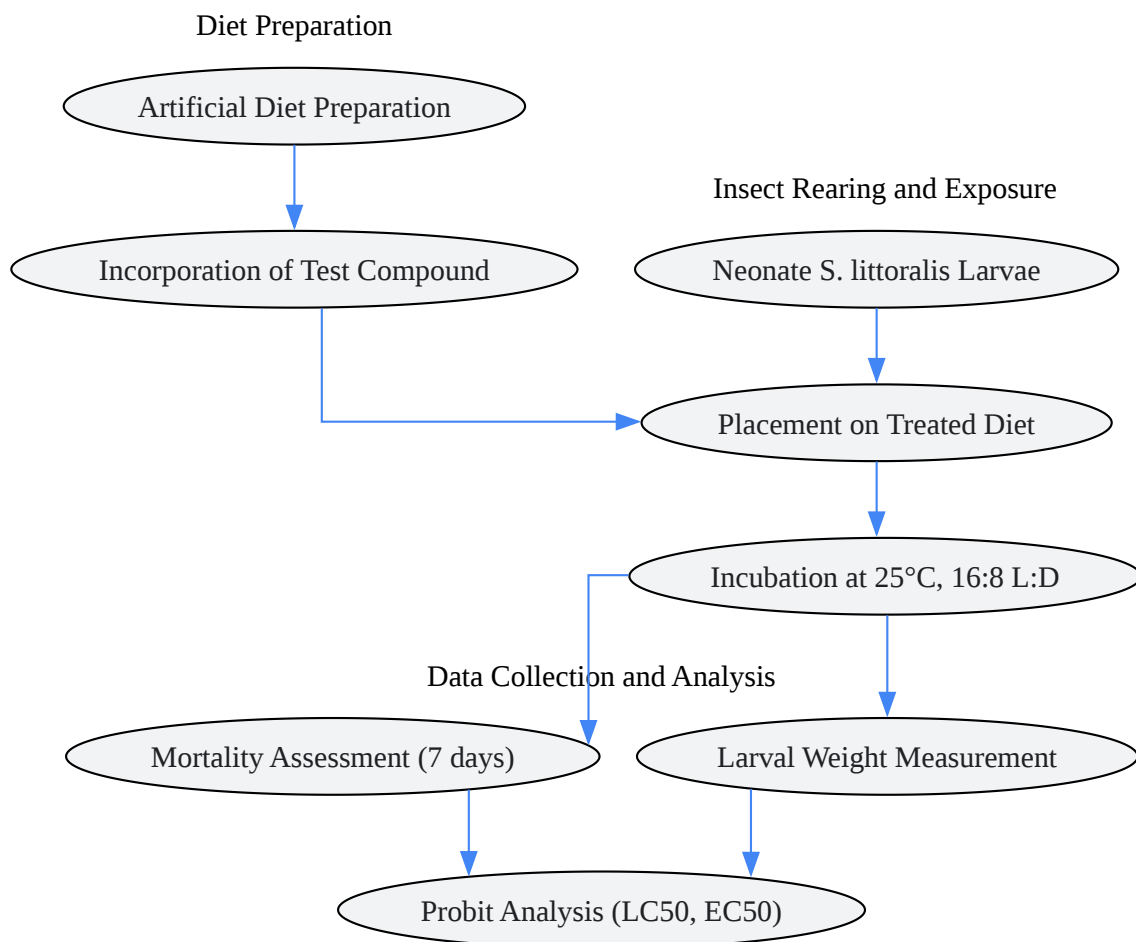 Diet Preparation
Artificial Diet Preparation
Insect Rearing and Exposure
Incorporation of Test Compound
Neonate S. littoralis Larvae
Placement on Treated Diet
Incubation at 25°C, 16:8 L:D
Data Collection and Analysis
Mortality Assessment (7 days)
Larval Weight Measurement
Probit Analysis (LC50, EC50)